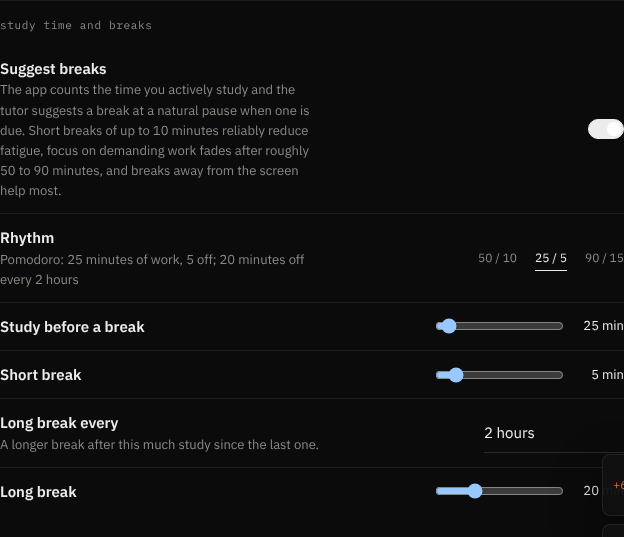 study time and breaks
Suggest breaks
The app counts the time you actively study and the
tutor suggests a break at a natural pause when one is
due. Short breaks of up to 10 minutes reliably reduce
fatigue, focus on demanding work fades after roughly
50 to 90 minutes, and breaks away from the screen
help most.
Rhythm
Pomodoro: 25 minutes of work, 5 off; 20 minutes off
every 2 hours
50 / 10 25 / 5 90 / 15
Study before a break 25 min
Short break 5 min
Long break every
A longer break after this much study since the last one.
2 hours
Long break 20